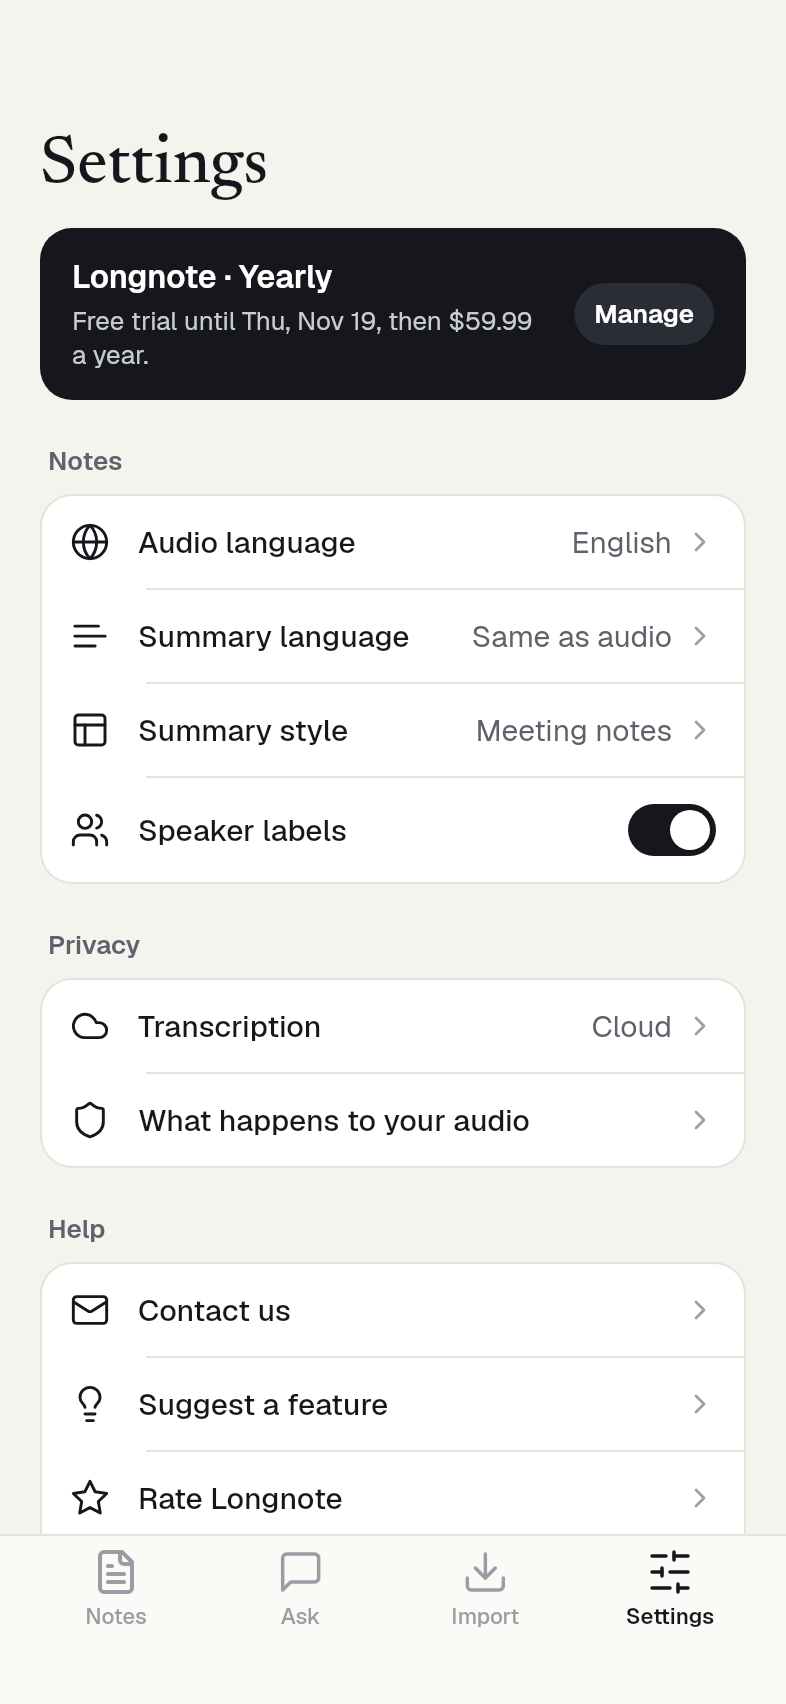 Settings
Longnote · Yearly
Free trial until Thu, Nov 19, then $59.99
a year.
Manage
Notes
Audio language
English
Summary language
Same as audio
Summary style
Meeting notes
Speaker labels
Privacy
Transcription
Cloud
What happens to your audio
Help
Contact us
Suggest a feature
Rate Longnote
Notes
Ask
Import
Settings